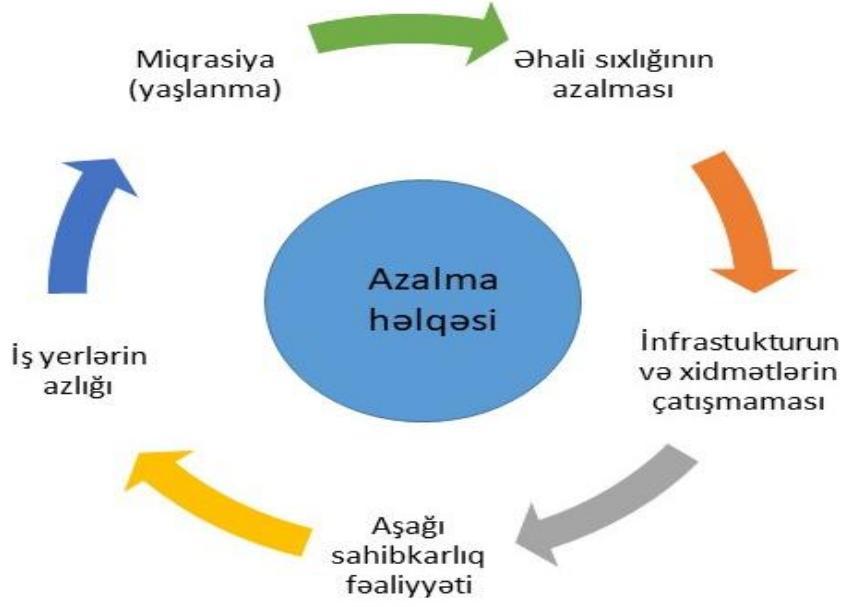 Miqrasiya
(yaşlanma)
Əhali sıxlığının
azalması
İnfrastukturun
və xidmətlərin
çatışmaması
Aşağı
sahibkarlıq
fəaliyyəti
İş yerlərin
azlığı
Azalma
həlqəsi